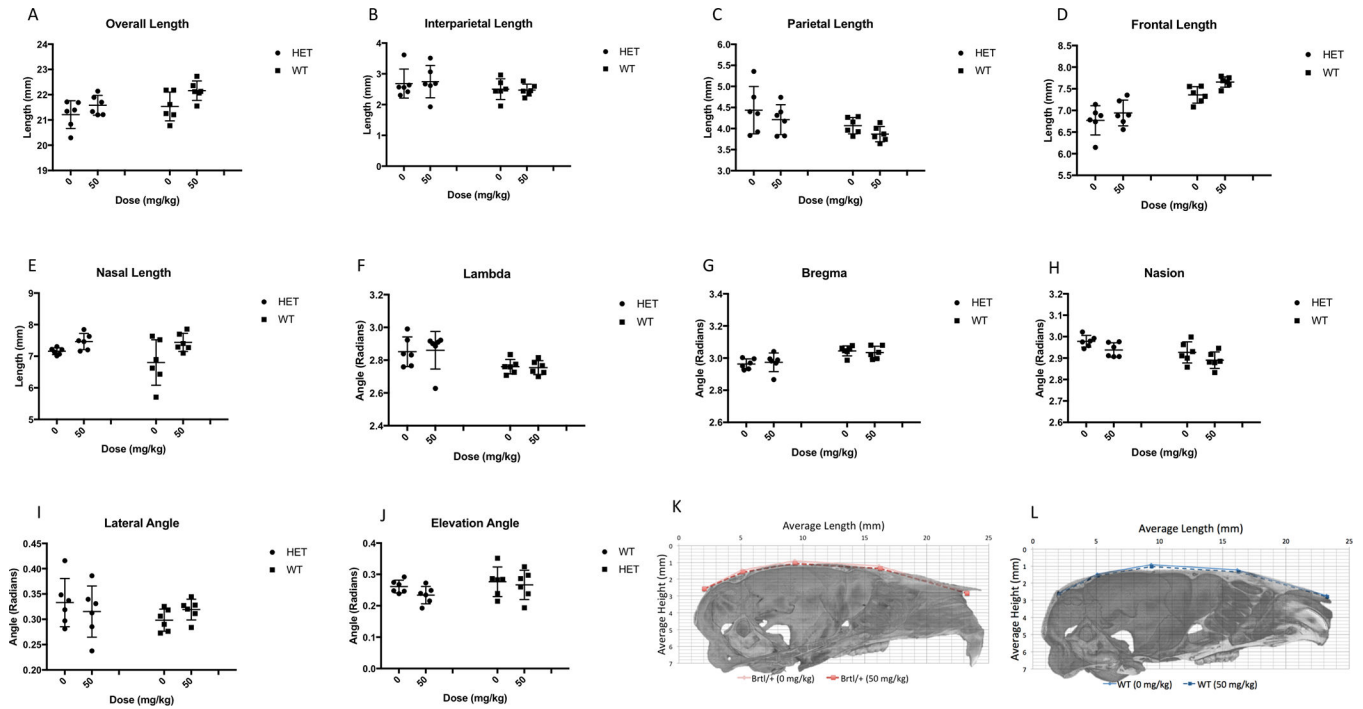 A
Overall Length
Length (mm)
24
23
22
21
20
19
0
50
0
50
Dose (mg/kg)
HET
WT
B
Interparietal Length
Length (mm)
4
3
2
1
0
0
50
0
50
Dose (mg/kg)
HET
WT
C
Parietal Length
Length (mm)
6.0
5.5
5.0
4.5
4.0
3.5
3.0
0
50
0
50
Dose (mg/kg)
HET
WT
D
Frontal Length
Length (mm)
8.5
8.0
7.5
7.0
6.5
6.0
5.5
0
50
0
50
Dose (mg/kg)
HET
WT
E
Nasal Length
Length (mm)
9
8
7
6
5
0
50
0
50
Dose (mg/kg)
HET
WT
F
Lambda
Angle (Radians)
3.2
3.0
2.8
2.6
2.4
0
50
0
50
Dose (mg/kg)
HET
WT
G
Bregma
Angle (Radians)
3.4
3.2
3.0
2.8
2.6
0
50
0
50
Dose (mg/kg)
HET
WT
H
Nasion
Angle (Radians)
3.2
3.1
3.0
2.9
2.8
2.7
2.6
0
50
0
50
Dose (mg/kg)
HET
WT
I
Lateral Angle
Angle (Radians)
0.45
0.40
0.35
0.30
0.25
0.20
0
50
0
50
Dose (mg/kg)
HET
WT
J
Elevation Angle
Angle (Radians)
0.4
0.3
0.2
0.1
0.0
0
50
0
50
Dose (mg/kg)
WT
HET
K
Average Length (mm)
0 5 10 15 20 25
Average Height (mm)
0
1
2
3
4
5
6
7
Brtl/+ (0 mg/kg) Brtl/+ (50 mg/kg)
L
Average Length (mm)
0 5 10 15 20 25
Average Height (mm)
0
1
2
3
4
5
6
7
WT (0 mg/kg) WT (50 mg/kg)